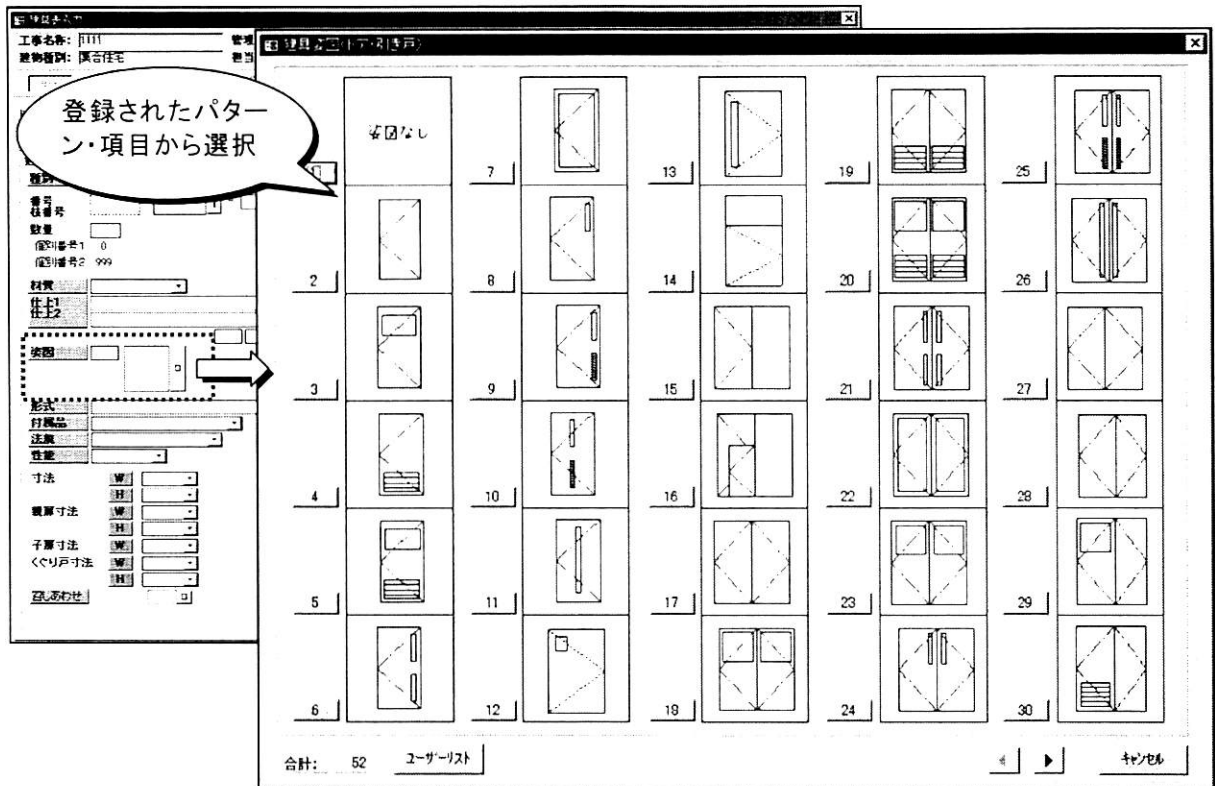 工事名称: 1111
建物種別: 集合住宅
登録されたパター
ン・項目から選択
種別
番号
枝番号
数量
個別番号1 0
個別番号2 999
材質
仕上1
仕上2
姿図
形式
付属品
法規
性能
寸法 W
H
親扉寸法 W
H
子扉寸法 W
くぐり戸寸法 W
H
召しあわせ
建具姿図(ドア・引き戸)
姿図なし
2
3
4
5
6
7
8
9
10
11
12
13
14
15
16
17
18
19
20
21
22
23
24
25
26
27
28
29
30
合計: 52
ユーザーリスト
キャンセル